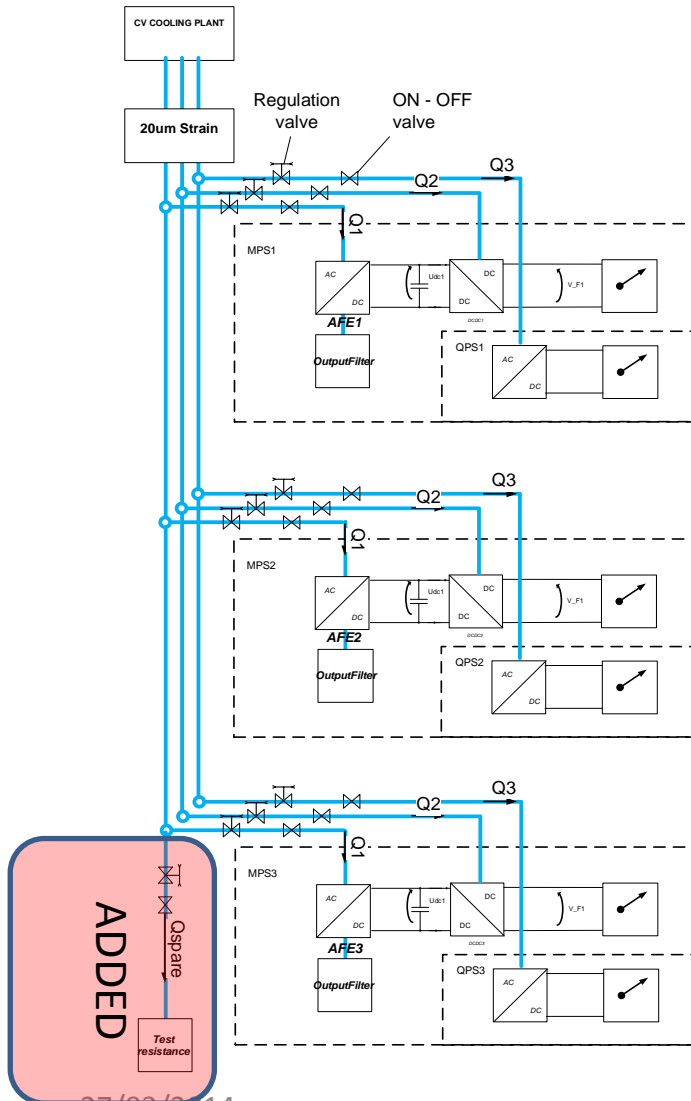 CV COOLING PLANT
20um Strain
Regulation
valve
ON - OFF
valve
Q3
Q2
Q1
MPS1
AC
DC
AFE1
OutputFilter
Udc1
DC
DC
DCDC1
V_F1
QPS1
AC
DC
Q3
Q2
Q1
MPS2
AC
DC
AFE2
OutputFilter
Udc1
DC
DC
DCDC2
V_F1
QPS2
AC
DC
Q3
Q2
Q1
MPS3
AC
DC
AFE3
OutputFilter
Udc1
DC
DC
DCDC3
V_F1
QPS3
AC
DC
ADDED
Qspare
Test
resistance